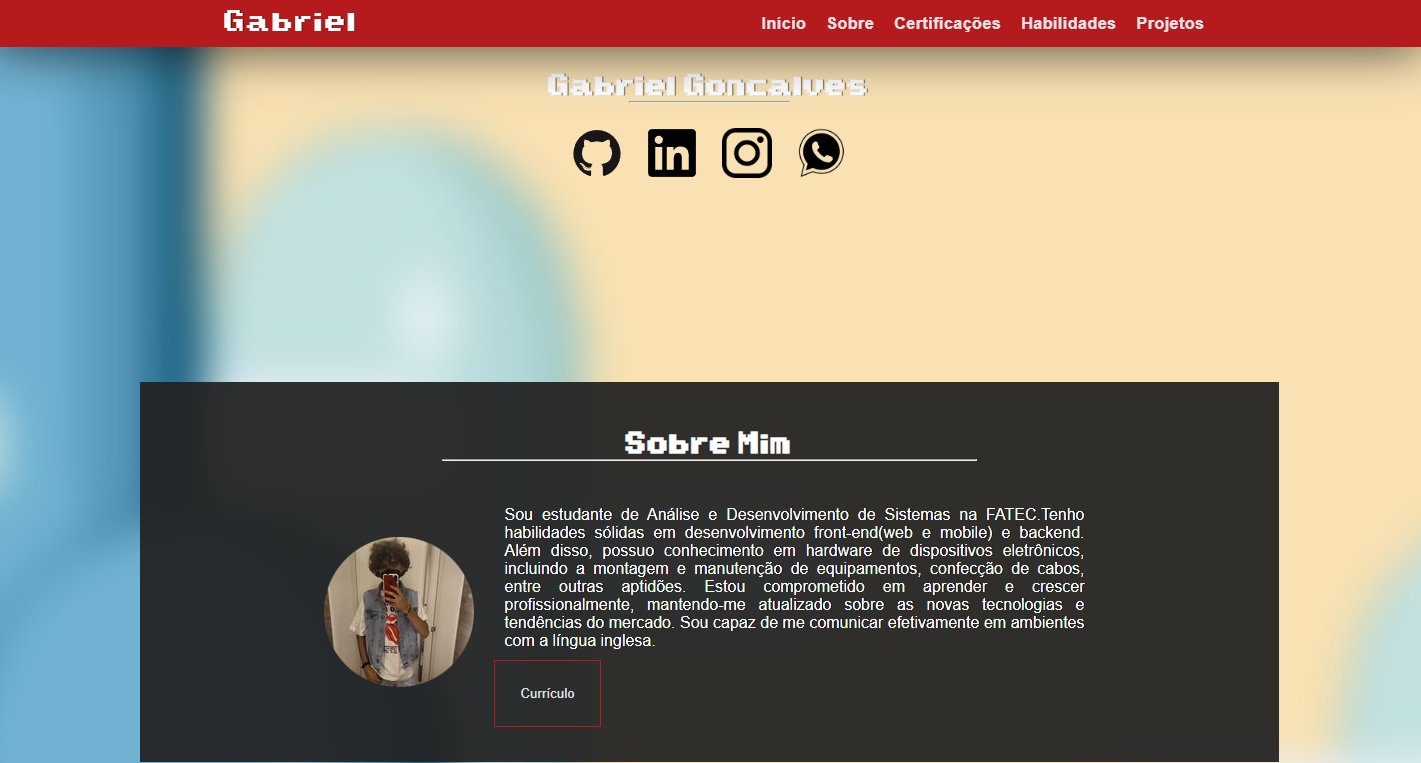 Gabriel
Início Sobre Certificações Habilidades Projetos
Gabriel Goncalves
in
Sobre Mim
Sou estudante de Análise e Desenvolvimento de Sistemas na FATEC.Tenho
habilidades sólidas em desenvolvimento front-end(web e mobile) e backend.
Além disso, possuo conhecimento em hardware de dispositivos eletrônicos,
incluindo a montagem e manutenção de equipamentos, confecção de cabos,
entre outras aptidões. Estou comprometido em aprender e crescer
profissionalmente, mantendo-me atualizado sobre as novas tecnologias e
tendências do mercado. Sou capaz de me comunicar efetivamente em ambientes
com a língua inglesa.
Currículo